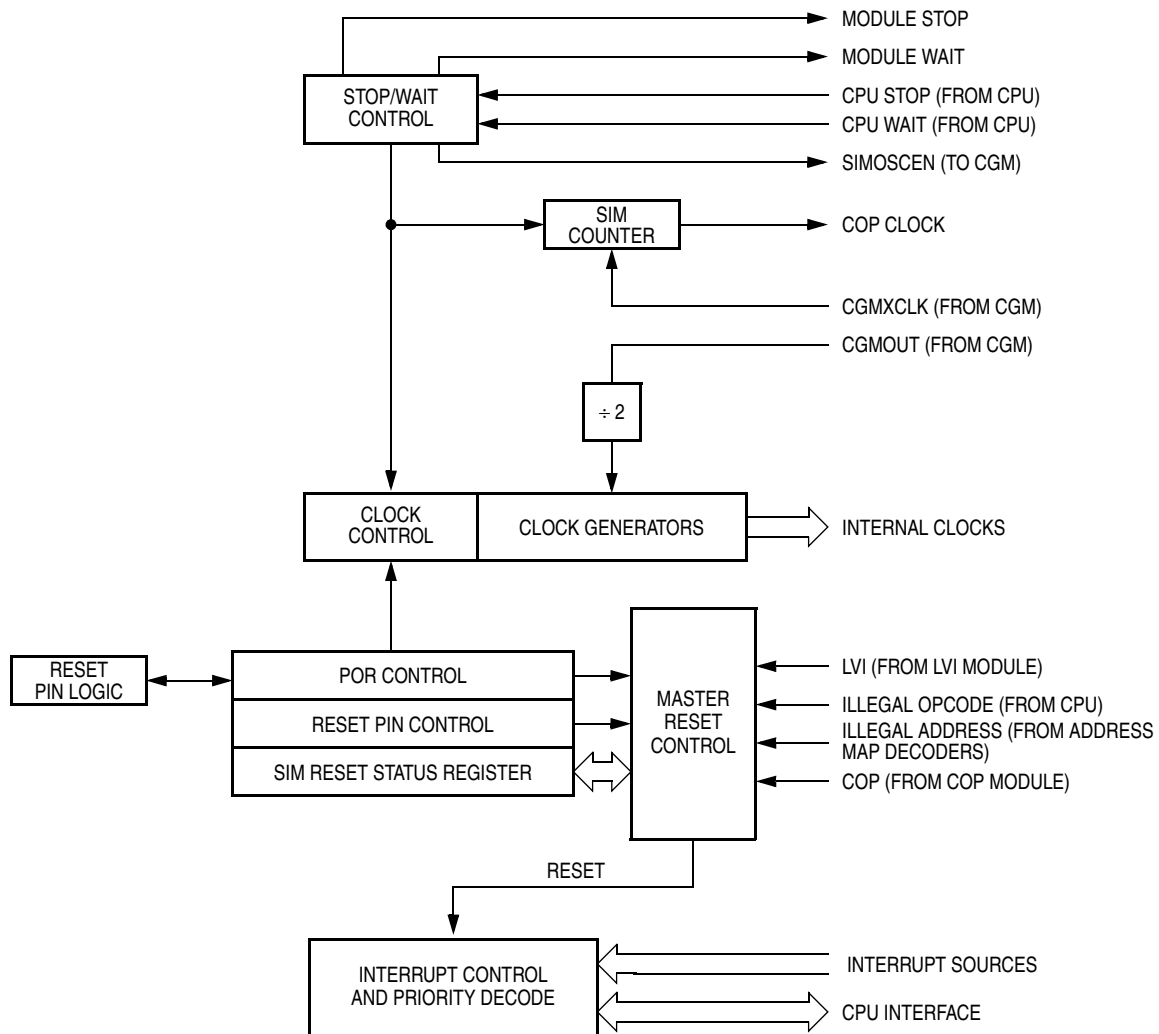 MODULE STOP
MODULE WAIT
STOP/WAIT
CONTROL
CPU STOP (FROM CPU)
CPU WAIT (FROM CPU)
SIMOSCEN (TO CGM)
SIM
COUNTER
COP CLOCK
CGMXCLK (FROM CGM)
CGMOUT (FROM CGM)
÷ 2
CLOCK
CONTROL
CLOCK GENERATORS
INTERNAL CLOCKS
RESET
PIN LOGIC
POR CONTROL
RESET PIN CONTROL
SIM RESET STATUS REGISTER
MASTER
RESET
CONTROL
LVI (FROM LVI MODULE)
ILLEGAL OPCODE (FROM CPU)
ILLEGAL ADDRESS (FROM ADDRESS
MAP DECODERS)
COP (FROM COP MODULE)
RESET
INTERRUPT CONTROL
AND PRIORITY DECODE
INTERRUPT SOURCES
CPU INTERFACE